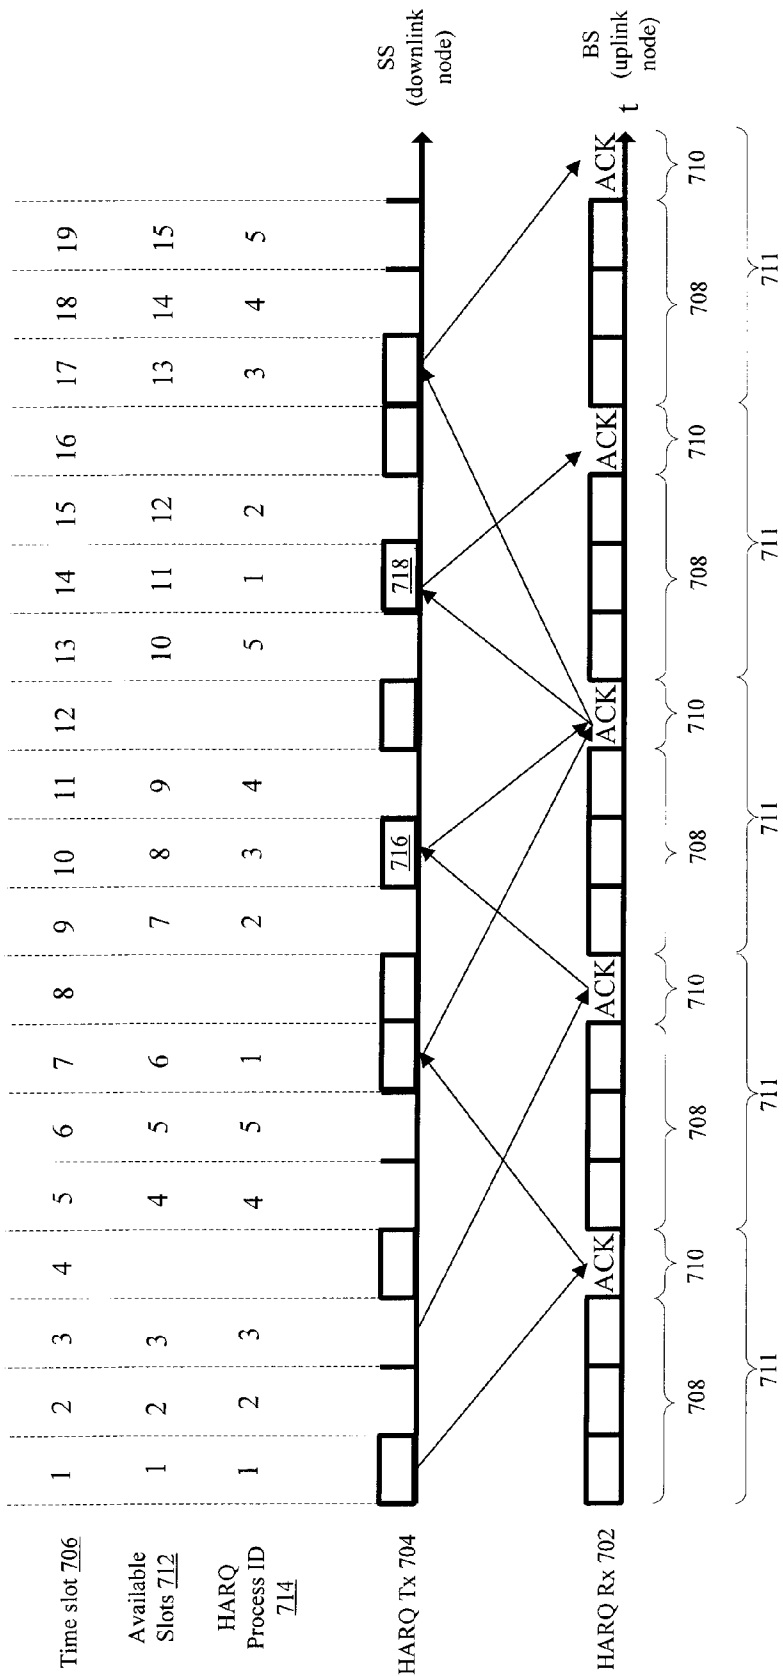 Time slot 706 1 2 3 4 5 6 7 8 9 10 11 12 13 14 15 16 17 18 19
Available
Slots 712 1 2 3 4 5 6 7 8 9 10 11 12 13 14 15
HARQ
Process ID
714 1 2 3 4 5 1 2 3 4 5 1 2 3 4 5
HARQ Tx 704 716 718
SS
(downlink
node)
HARQ Rx 702 ACK ACK ACK ACK ACK
BS
(uplink
node)
t
708 710 708 710 708 710 708 710 708 710
711 711 711 711 711